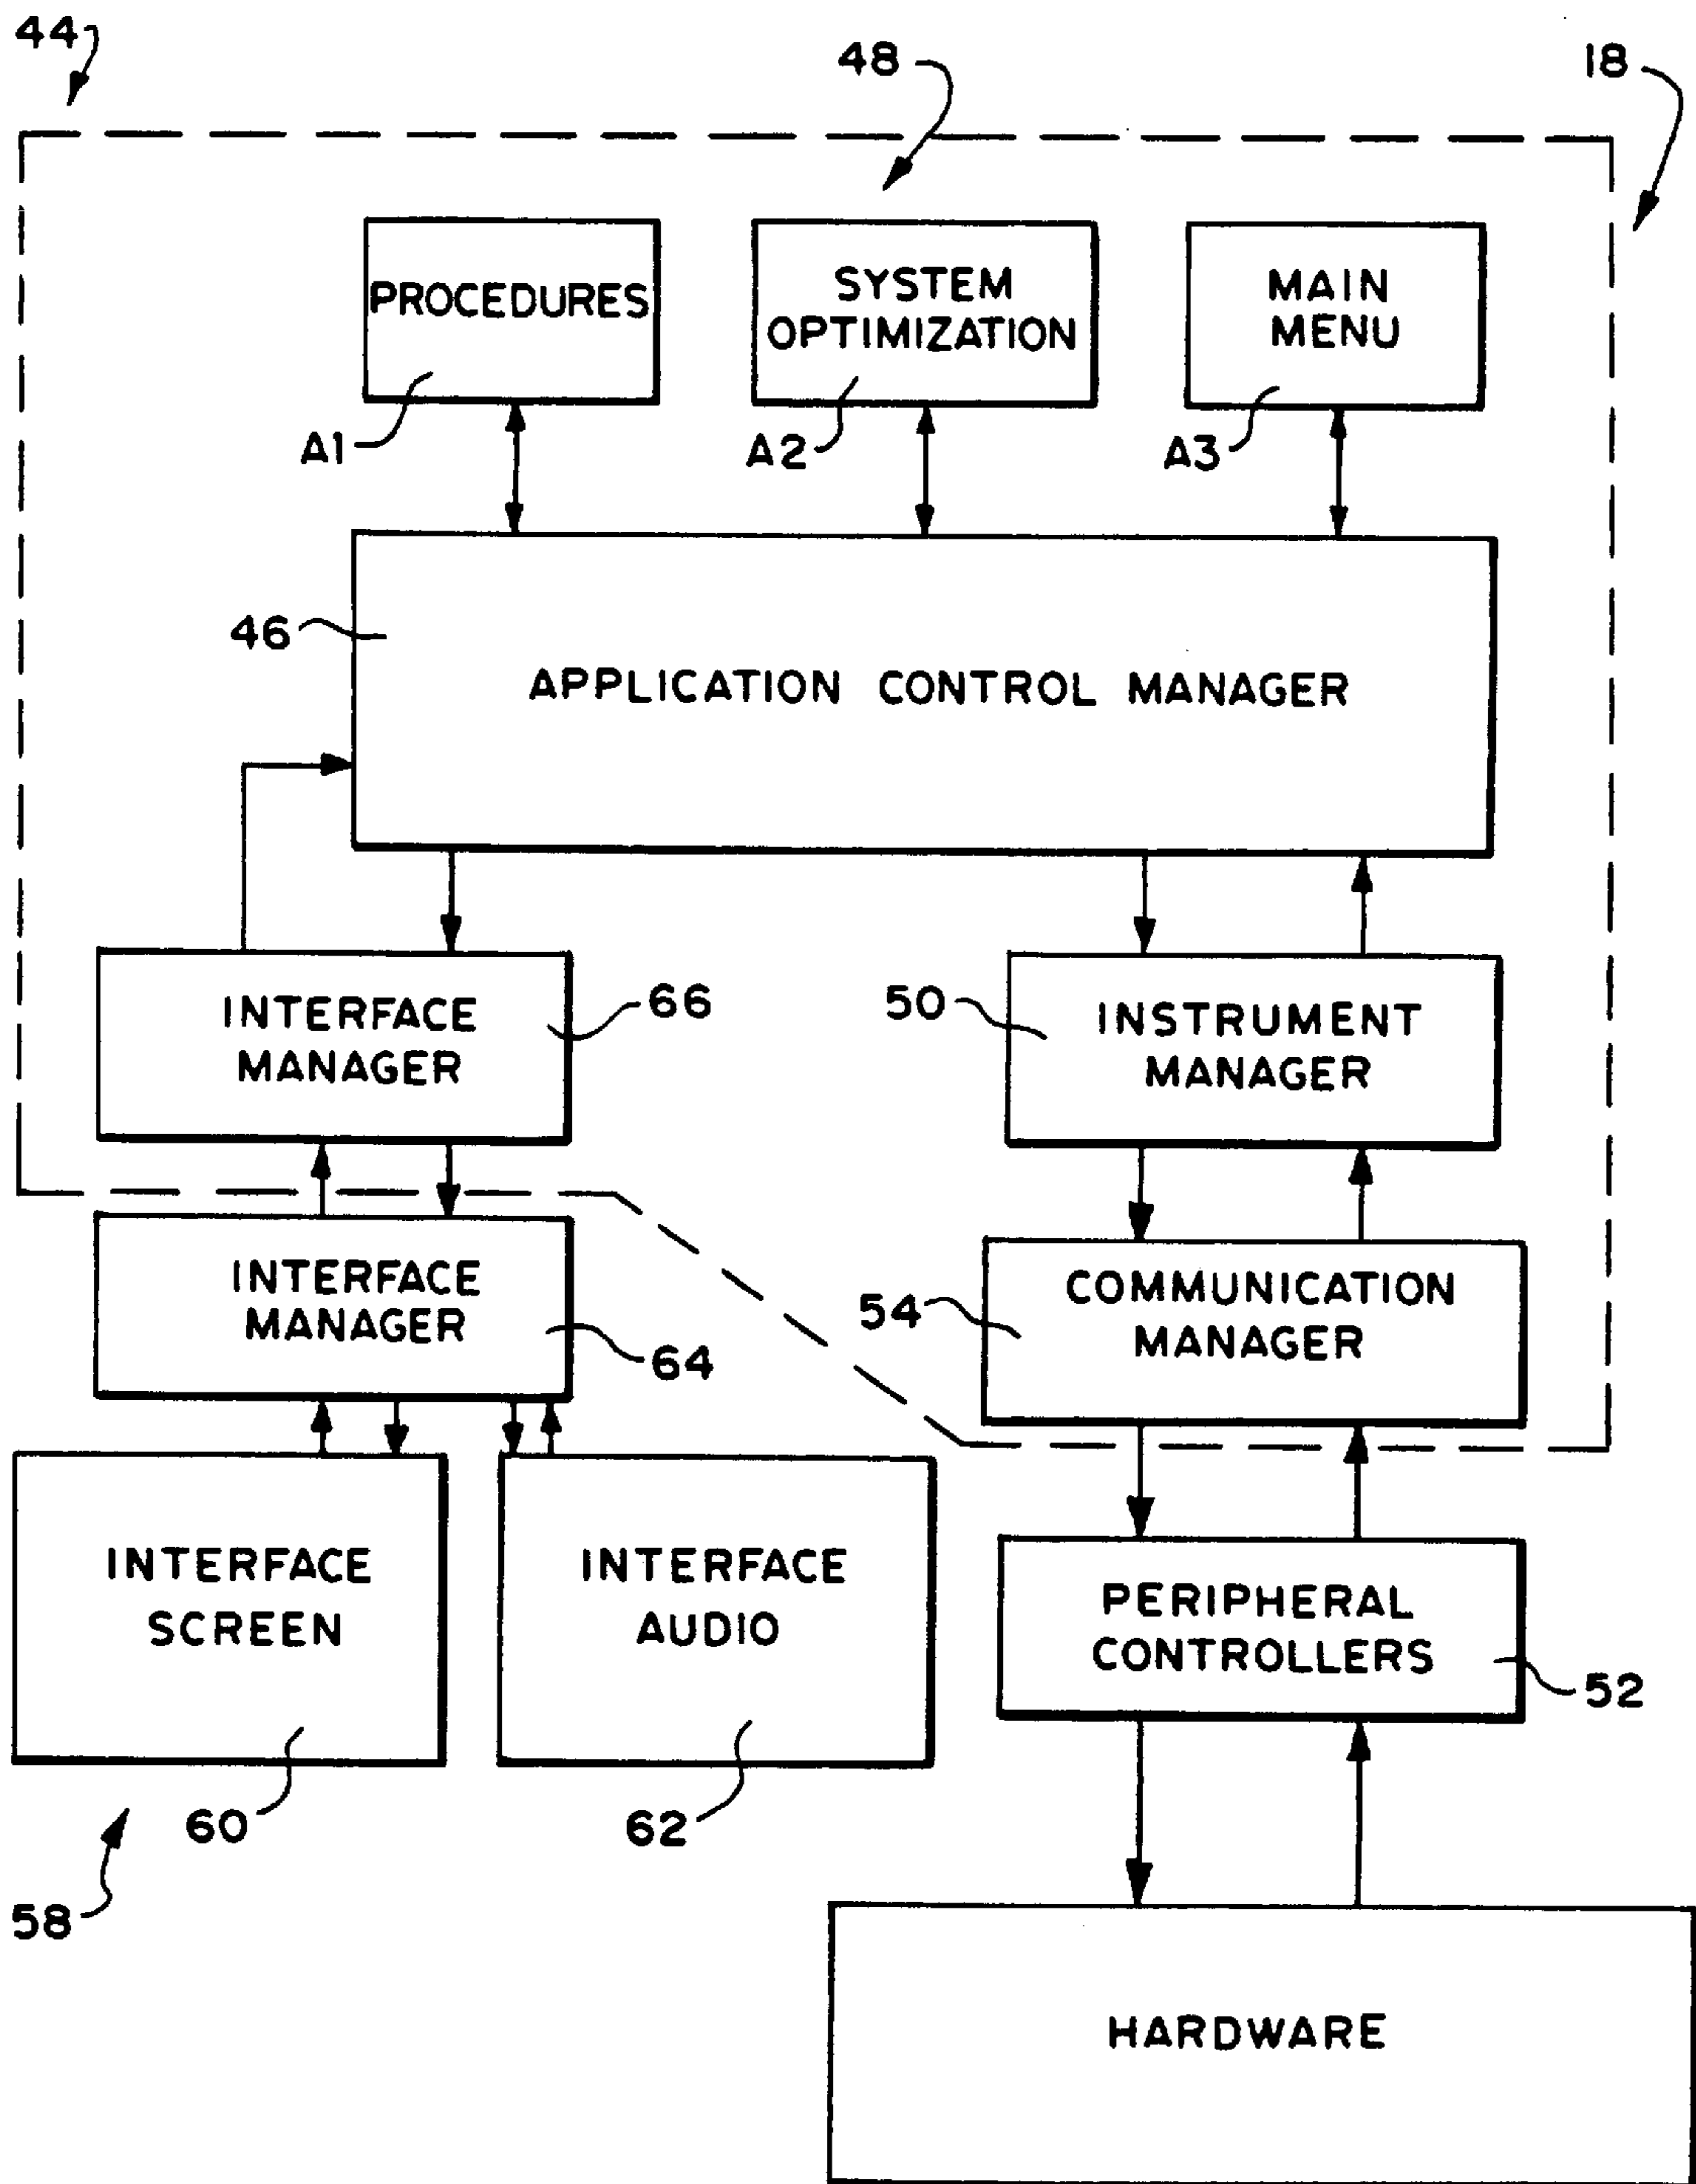 44
48
18
PROCEDURES
SYSTEM
OPTIMIZATION
MAIN
MENU
A1
A2
A3
46
APPLICATION CONTROL MANAGER
INTERFACE
MANAGER
66
50
INSTRUMENT
MANAGER
INTERFACE
MANAGER
64
54
COMMUNICATION
MANAGER
INTERFACE
SCREEN
INTERFACE
AUDIO
PERIPHERAL
CONTROLLERS
52
60
62
58
HARDWARE